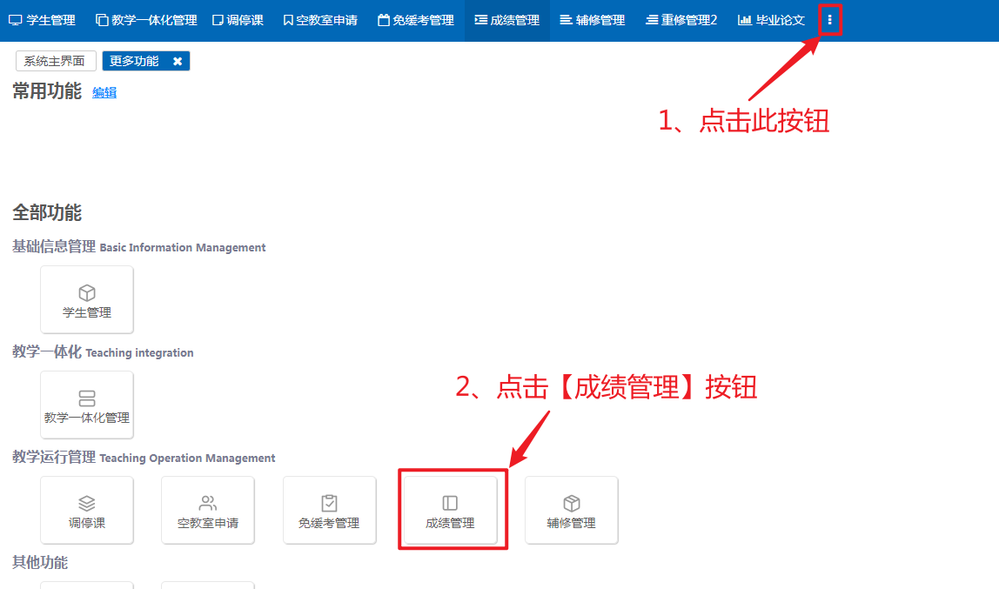 学生管理 教学一体化管理 调停课 空教室申请 免缓考管理 成绩管理 辅修管理 重修管理2 毕业论文
系统主界面 更多功能
常用功能 编辑
1、点击此按钮
全部功能
基础信息管理 Basic Information Management
学生管理
教学一体化 Teaching integration
2、点击【成绩管理】按钮
教学一体化管理
教学运行管理 Teaching Operation Management
调停课 空教室申请 免缓考管理 成绩管理 辅修管理
其他功能